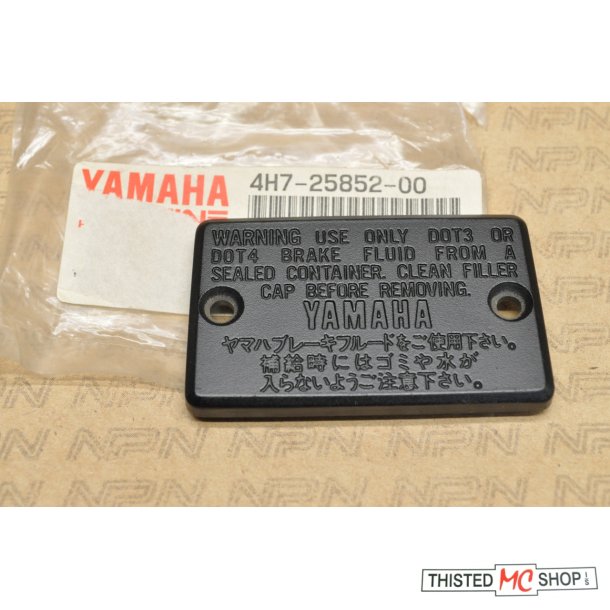 YAMAHA
4H7-25852-00
WARNING USE ONLY DOT3 OR
DOT4 BRAKE FLUID FROM A
SEALED CONTAINER. CLEAN FILLER
CAP BEFORE REMOVING.
YAMAHA
ヤマハブレーキフルードをご使用下さい。
補給時にはゴミや水が
入らないようご注意下さい。
NPN NPN NPN
THISTED MC SHOP I/S